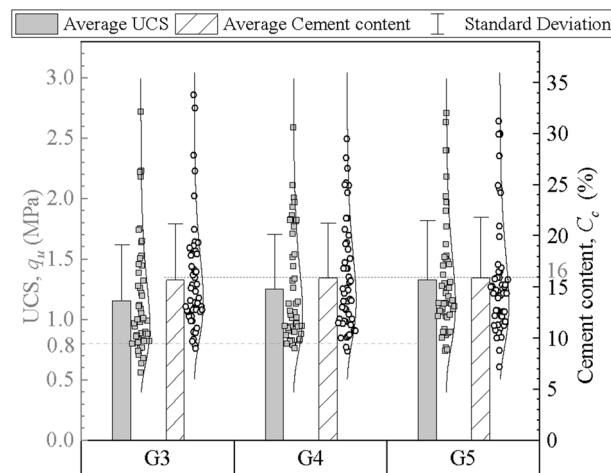 Average UCS
Average Cement content
Standard Deviation
UCS, q_u (MPa)
3.0
2.5
2.0
1.5
1.0
0.8
0.5
0.0
Cement content, C_c (%)
35
30
25
20
16
15
10
5
0
G3
G4
G5